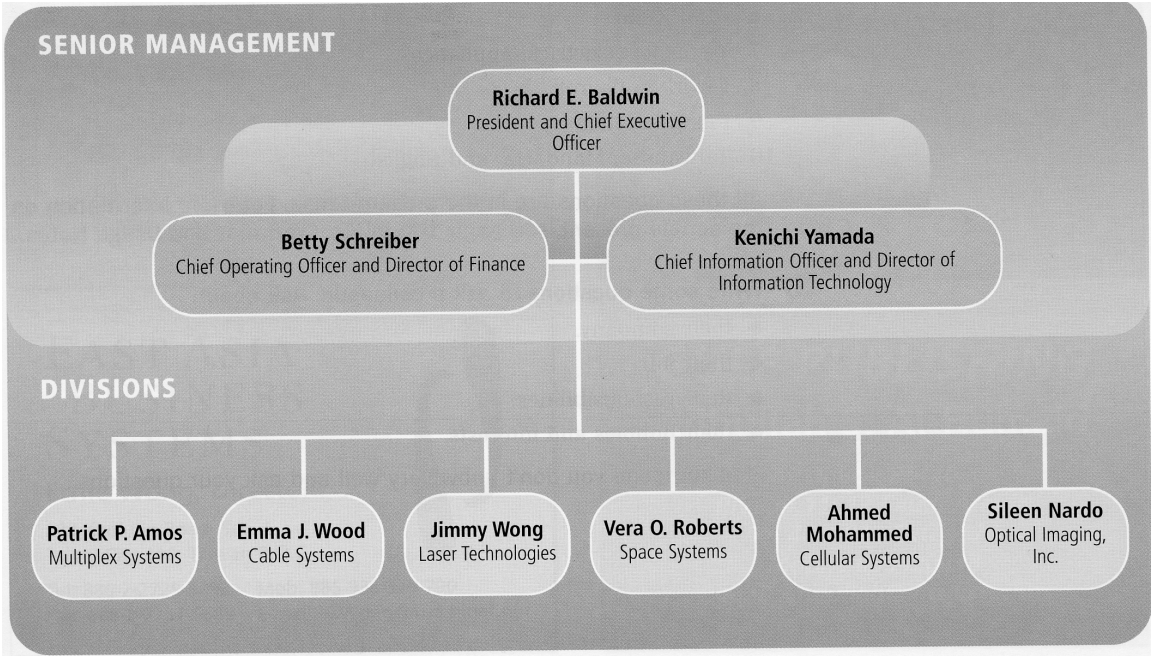 SENIOR MANAGEMENT
Richard E. Baldwin
President and Chief Executive
Officer
Betty Schreiber
Chief Operating Officer and Director of Finance
Kenichi Yamada
Chief Information Officer and Director of
Information Technology
DIVISIONS
Patrick P. Amos
Multiplex Systems
Emma J. Wood
Cable Systems
Jimmy Wong
Laser Technologies
Vera O. Roberts
Space Systems
Ahmed
Mohammed
Cellular Systems
Sileen Nardo
Optical Imaging,
Inc.